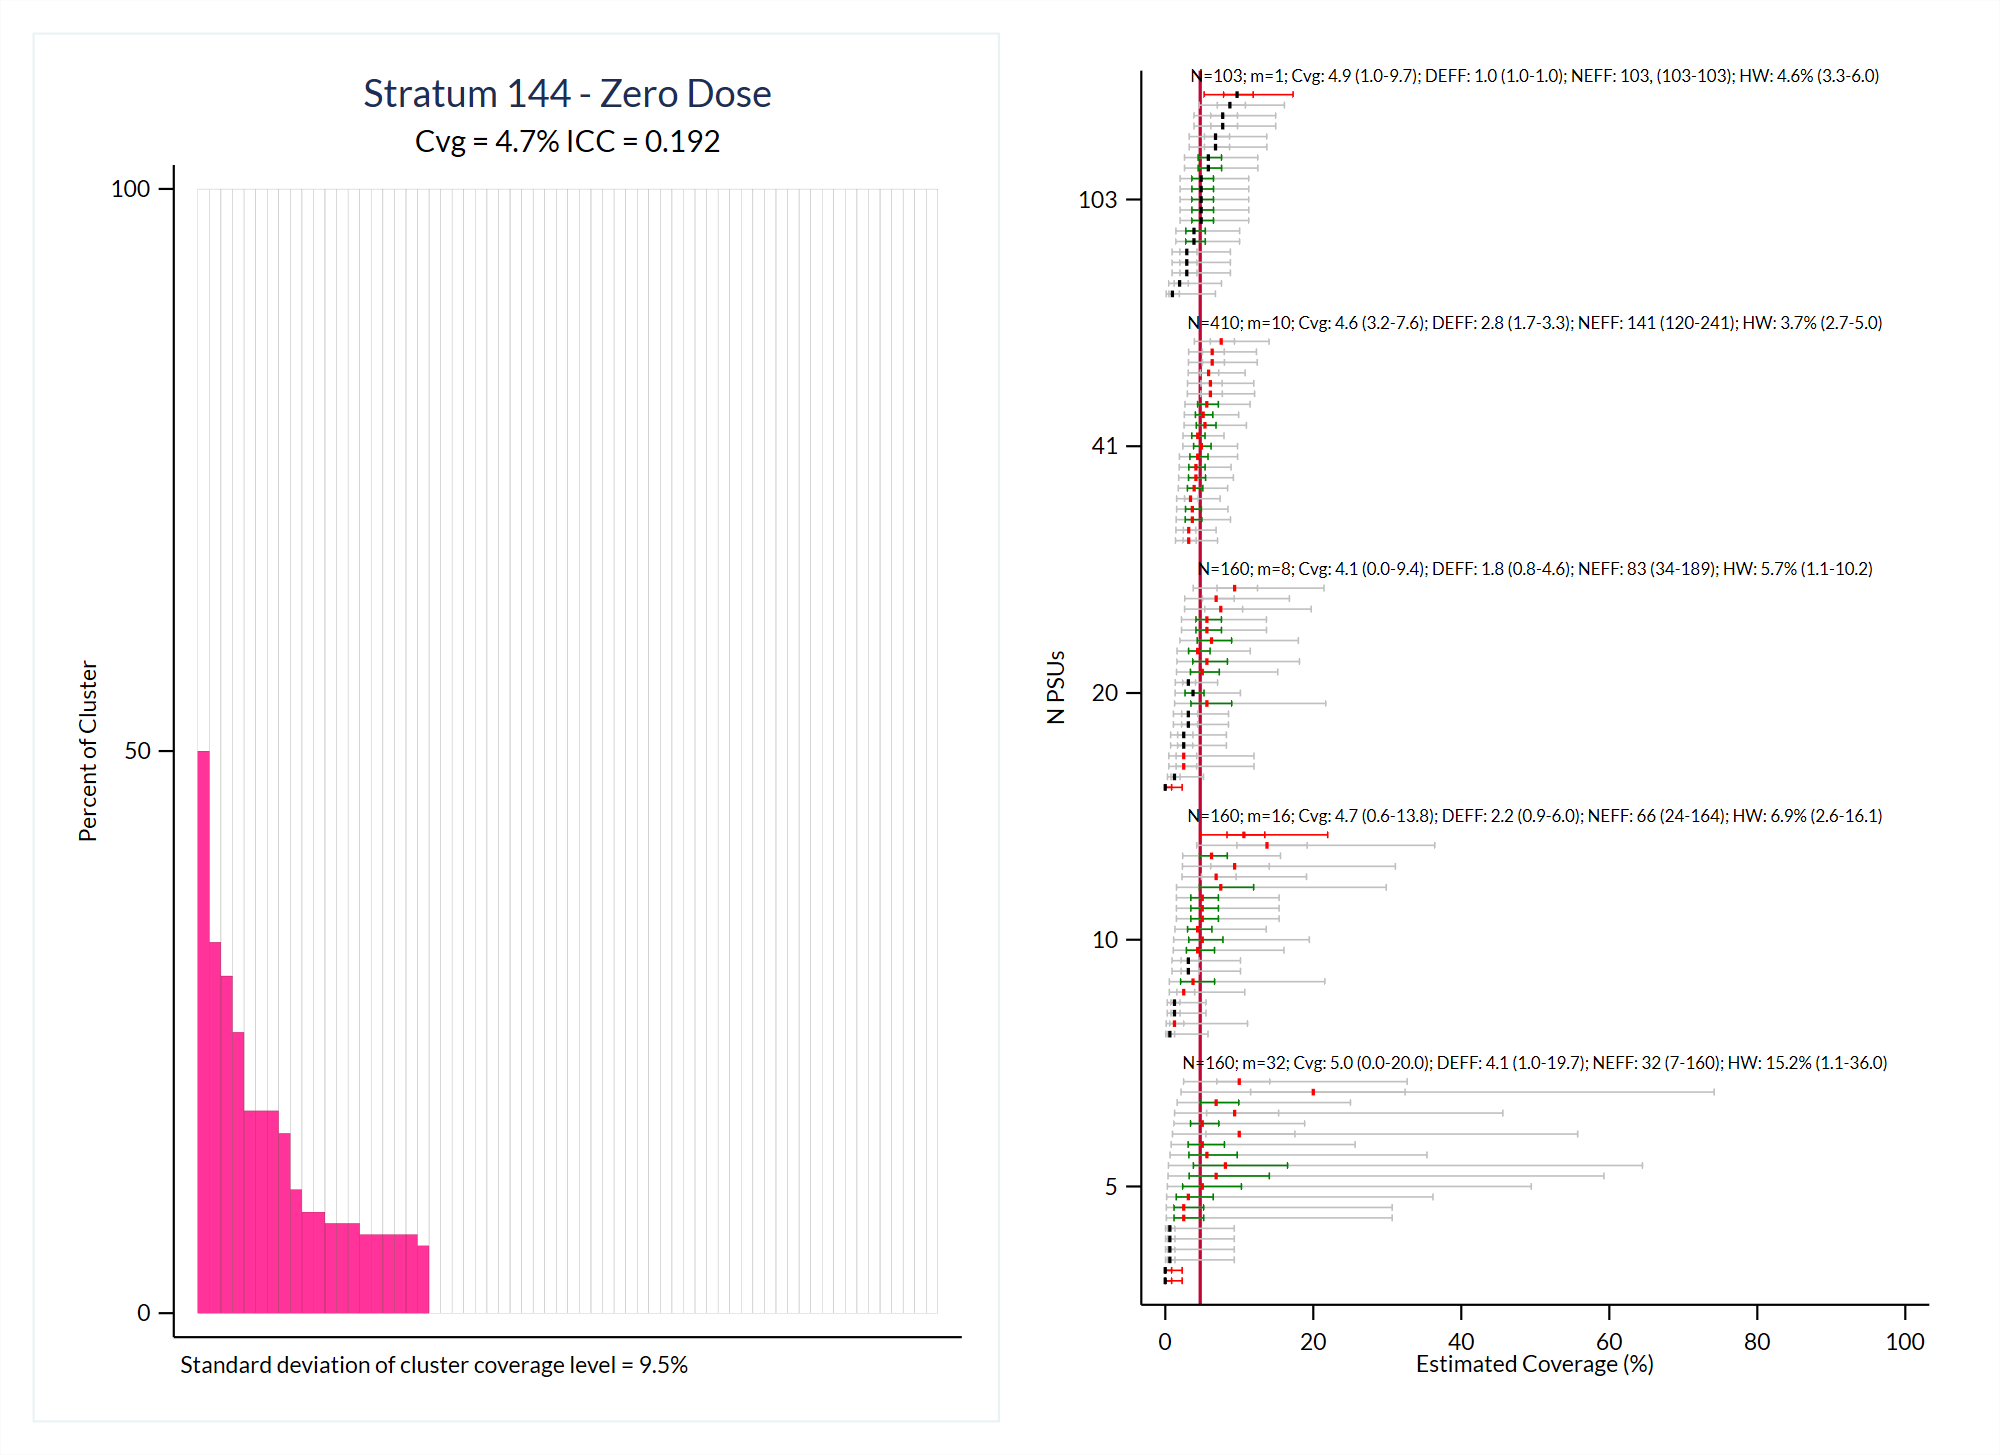 Stratum 144 - Zero Dose
Cvg = 4.7% ICC = 0.192
100
50
0
Percent of Cluster
Standard deviation of cluster coverage level = 9.5%
N=103; m=1; Cvg: 4.9 (1.0-9.7); DEFF: 1.0 (1.0-1.0); NEFF: 103, (103-103); HW: 4.6% (3.3-6.0)
103
N=410; m=10; Cvg: 4.6 (3.2-7.6); DEFF: 2.8 (1.7-3.3); NEFF: 141 (120-241); HW: 3.7% (2.7-5.0)
41
N=160; m=8; Cvg: 4.1 (0.0-9.4); DEFF: 1.8 (0.8-4.6); NEFF: 83 (34-189); HW: 5.7% (1.1-10.2)
N PSUs
20
N=160; m=16; Cvg: 4.7 (0.6-13.8); DEFF: 2.2 (0.9-6.0); NEFF: 66 (24-164); HW: 6.9% (2.6-16.1)
10
N=160; m=32; Cvg: 5.0 (0.0-20.0); DEFF: 4.1 (1.0-19.7); NEFF: 32 (7-160); HW: 15.2% (1.1-36.0)
5
0 20 40 60 80 100
Estimated Coverage (%)